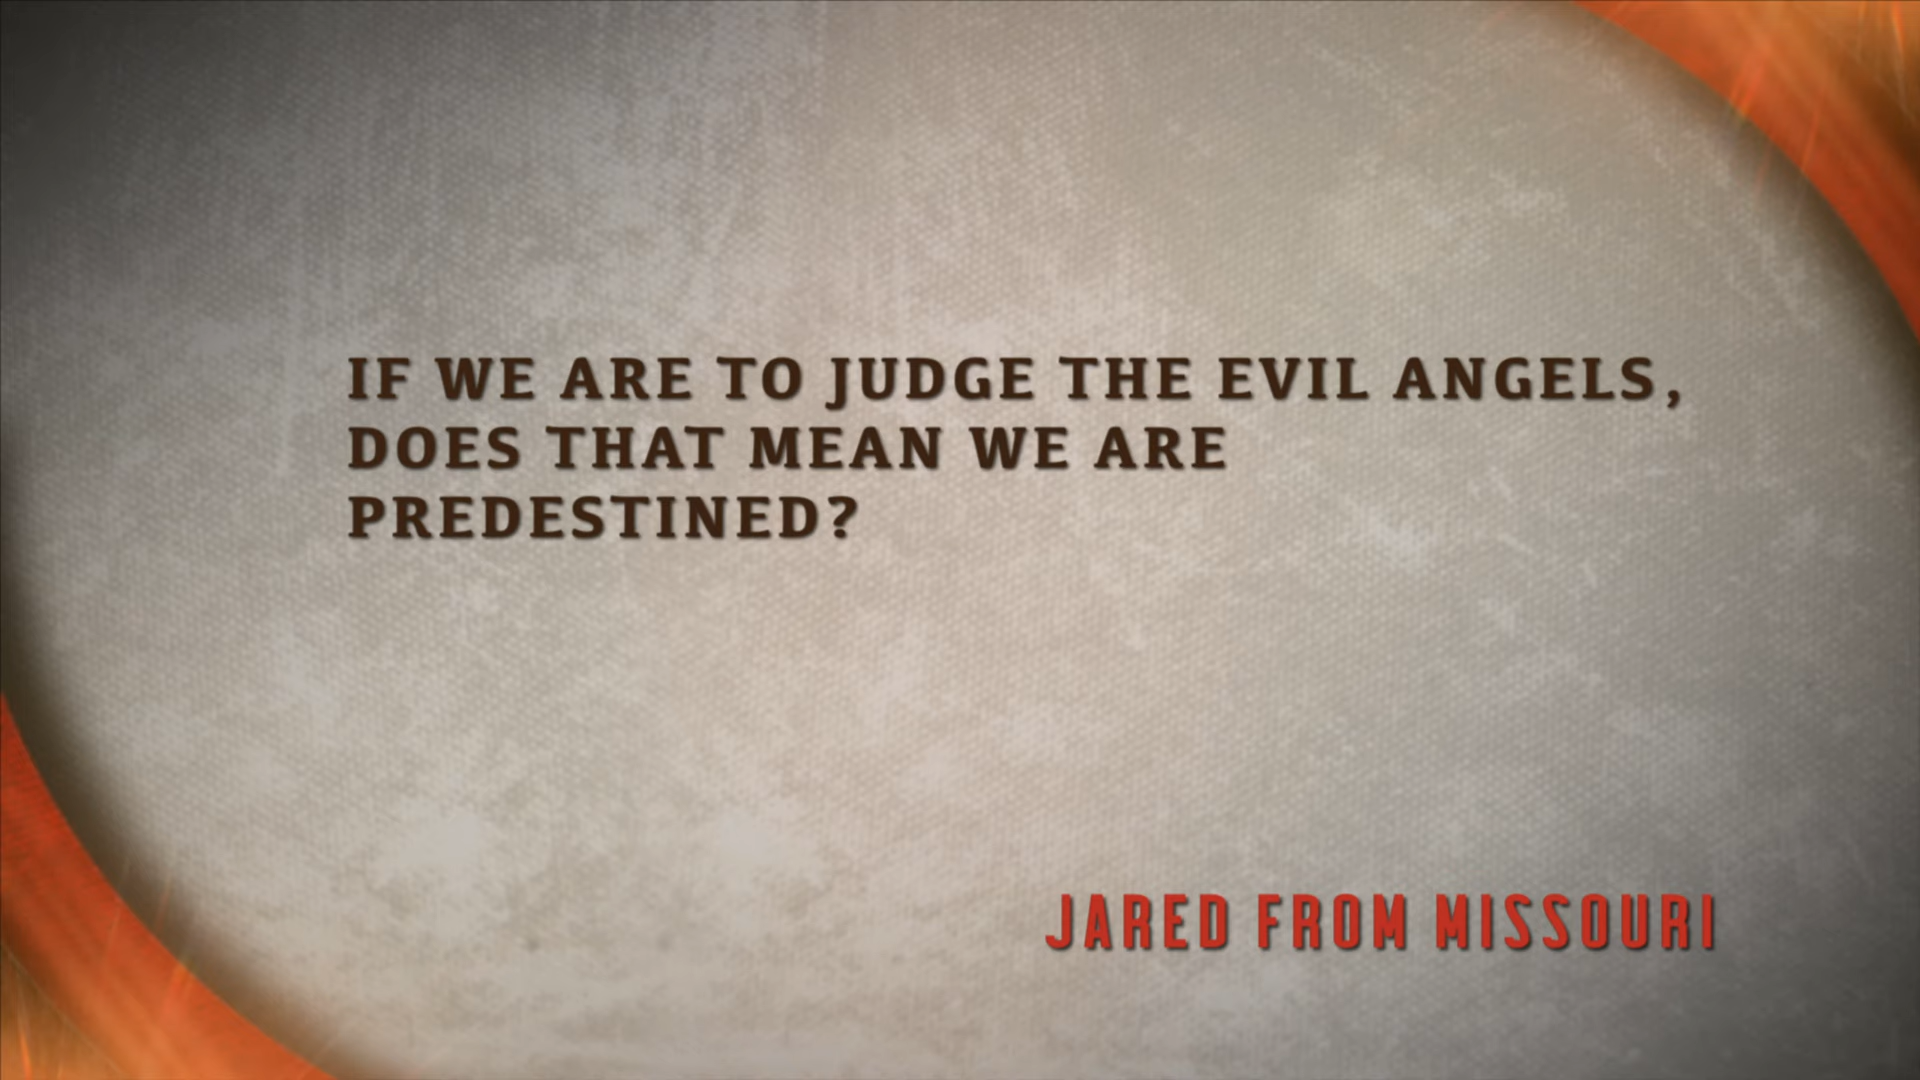 IF WE ARE TO JUDGE THE EVIL ANGELS,
DOES THAT MEAN WE ARE
PREDESTINED?
JARED FROM MISSOURI